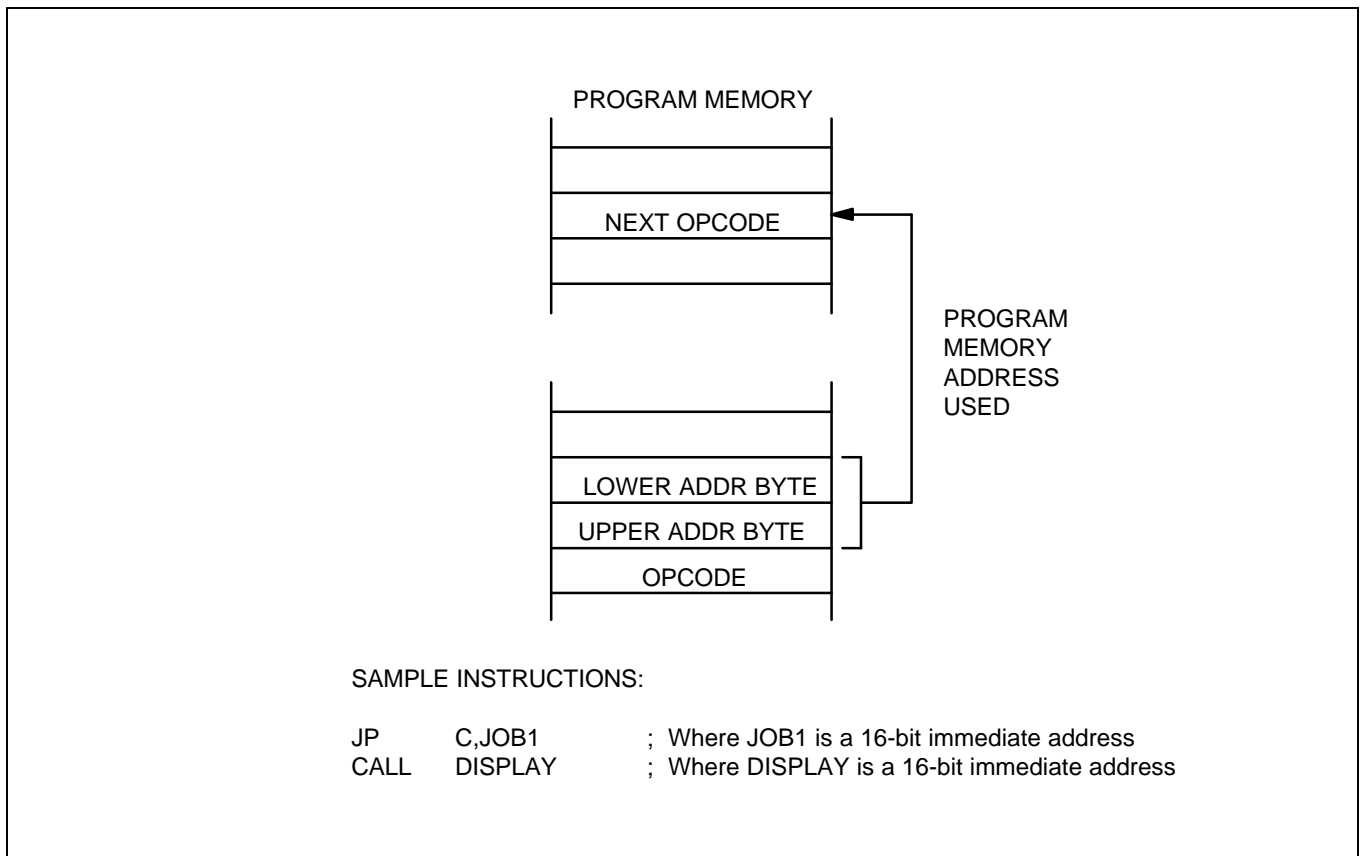 PROGRAM MEMORY
NEXT OPCODE
PROGRAM
MEMORY
ADDRESS
USED
LOWER ADDR BYTE
UPPER ADDR BYTE
OPCODE
SAMPLE INSTRUCTIONS:
JP C,JOB1 ; Where JOB1 is a 16-bit immediate address
CALL DISPLAY ; Where DISPLAY is a 16-bit immediate address